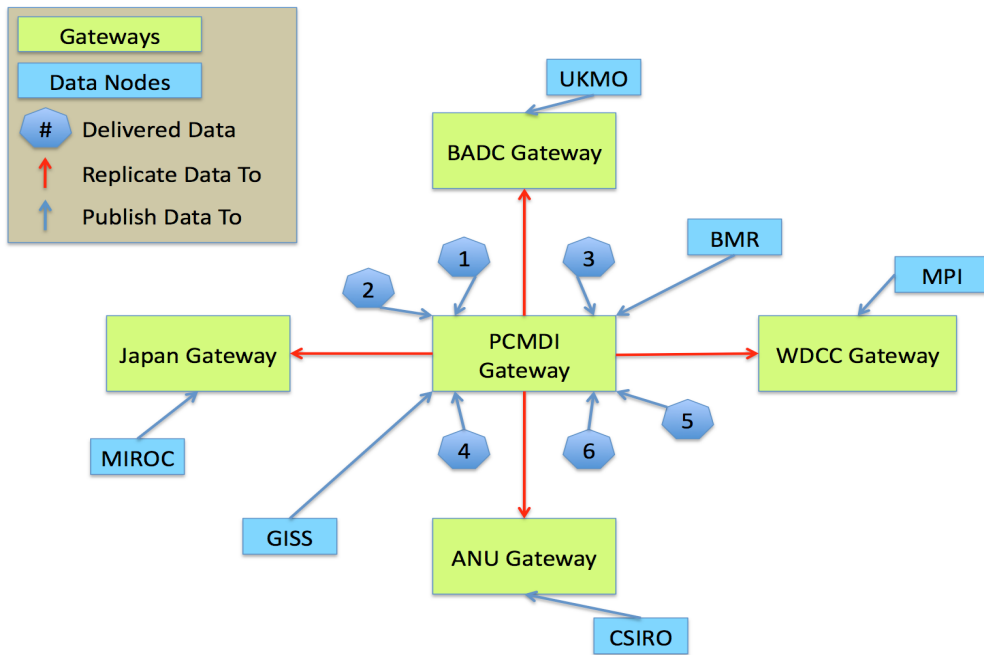 Gateways
Data Nodes
# Delivered Data
Replicate Data To
Publish Data To
UKMO
BADC Gateway
BMR
1
3
2
MPI
PCMDI
Gateway
Japan Gateway
WDCC Gateway
5
4
6
MIROC
GISS
ANU Gateway
CSIRO